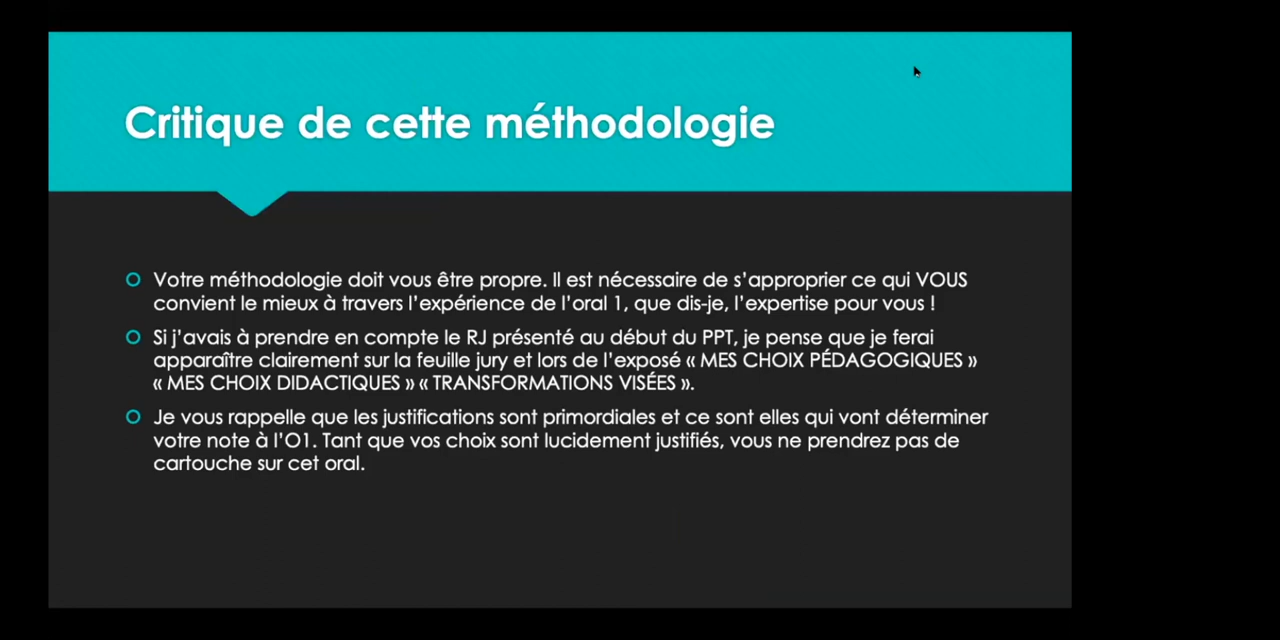 Critique de cette méthodologie
Votre méthodologie doit vous être propre. Il est nécessaire de s'approprier ce qui VOUS
convient le mieux à travers l'expérience de l'oral 1, que dis-je, l'expertise pour vous !
Si j'avais à prendre en compte le RJ présenté au début du PPT, je pense que je ferai
apparaître clairement sur la feuille jury et lors de l'exposé « MES CHOIX PÉDAGOGIQUES »
« MES CHOIX DIDACTIQUES » « TRANSFORMATIONS VISÉES ».
Je vous rappelle que les justifications sont primordiales et ce sont elles qui vont déterminer
votre note à l'O1. Tant que vos choix sont lucidement justifiés, vous ne prendrez pas de
cartouche sur cet oral.